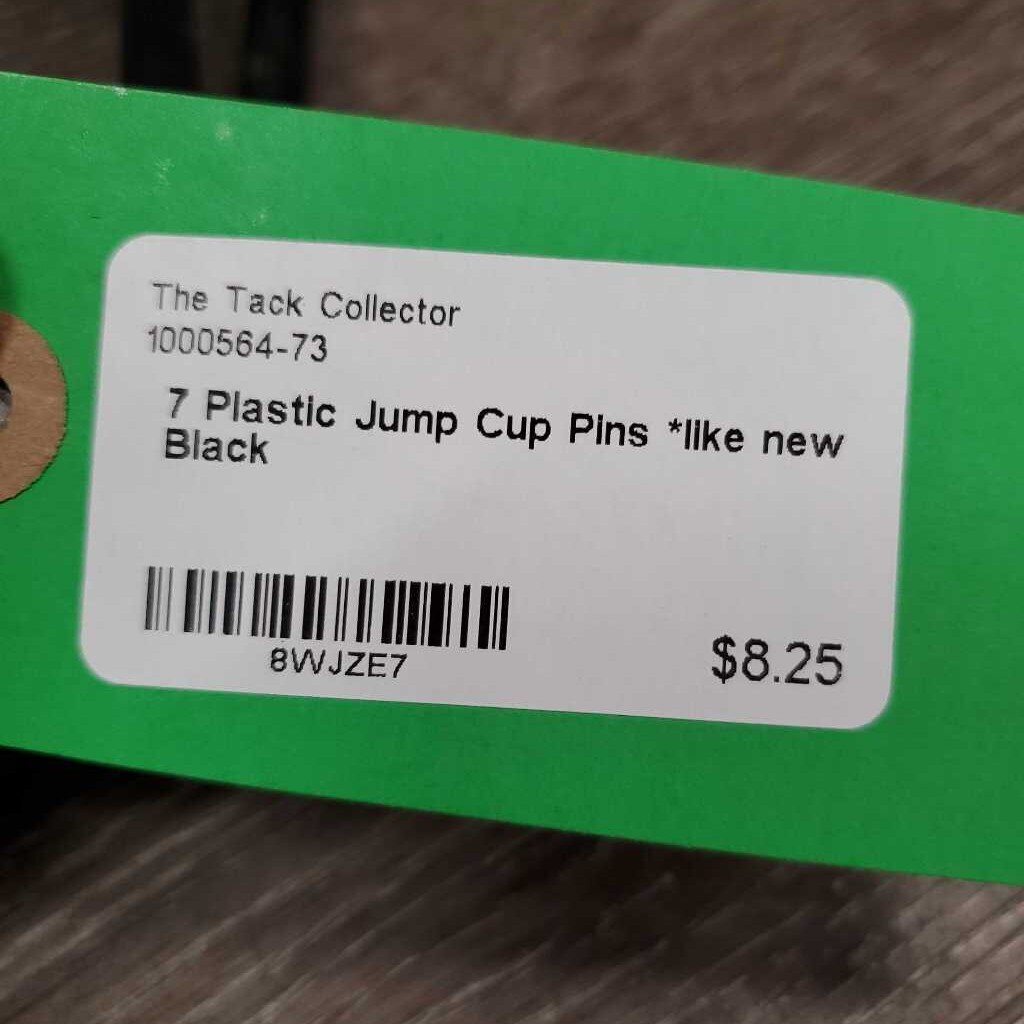 The Tack Collector
1000564-73
7 Plastic Jump Cup Pins *like new
Black
8WJZE7
$8.25